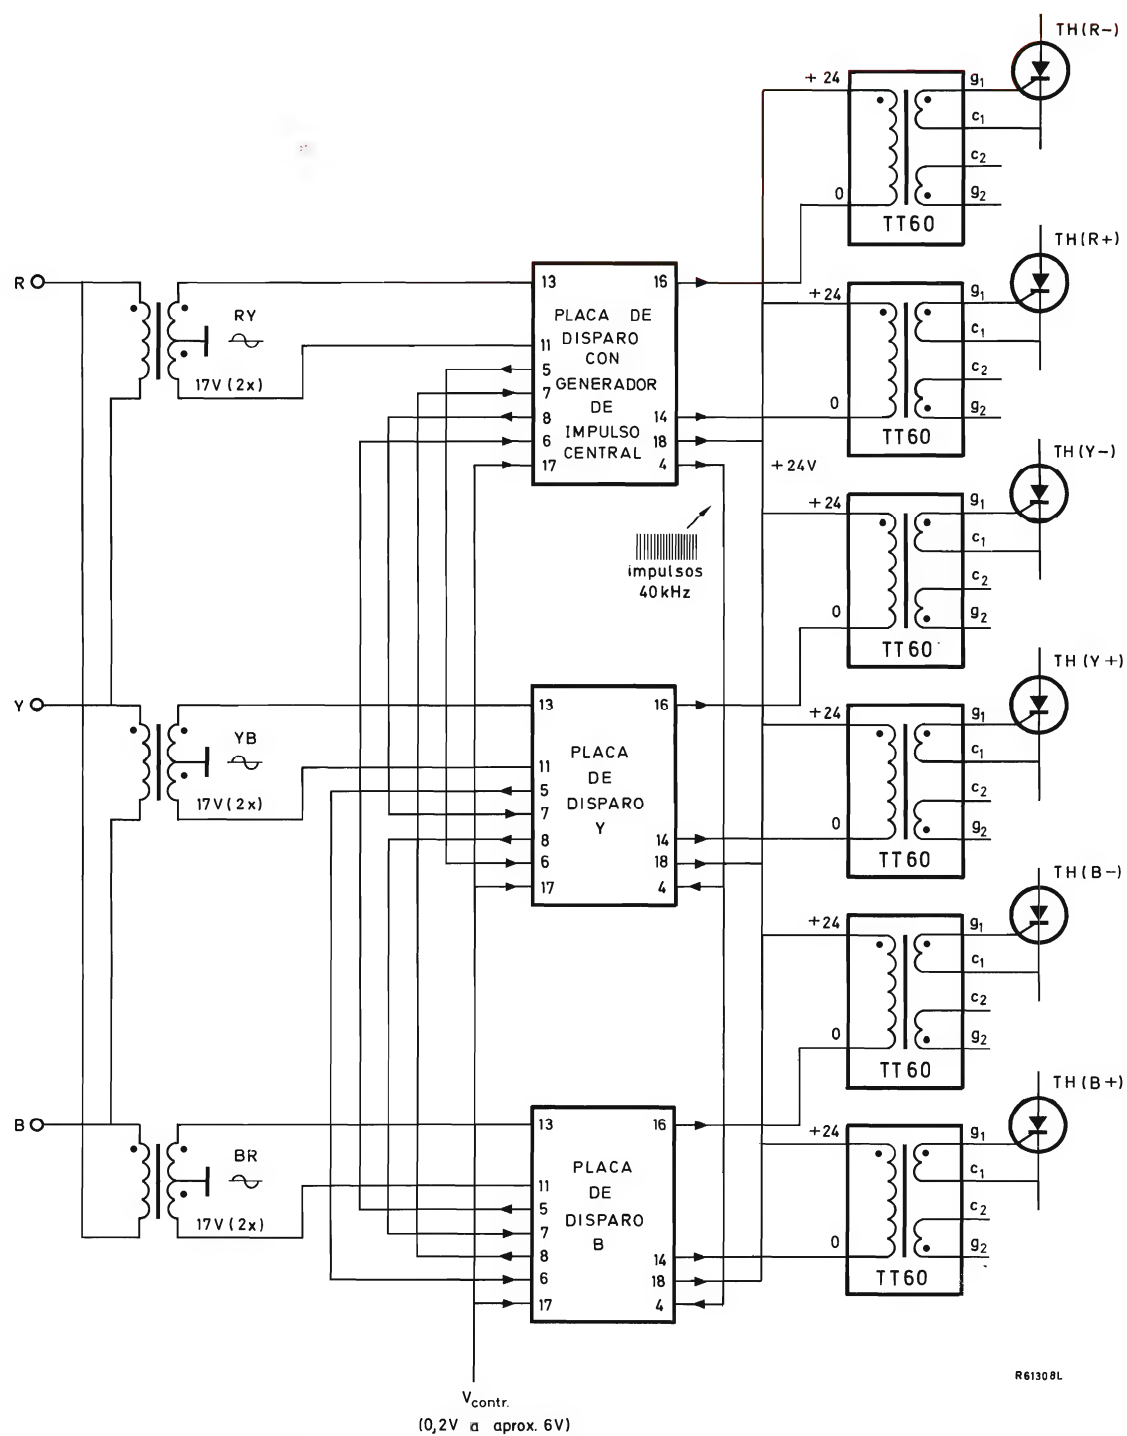 TH(R-)
+ 24
g1
c1
c2
g2
0
TT60
TH(R+)
+24
g1
c1
c2
g2
0
TT60
R
RY
17V (2x)
13
16
PLACA DE
DISPARO
CON
GENERADOR
DE
IMPULSO
CENTRAL
11
5
7
8
6
17
14
18
4
+24V
impulsos
40kHz
TH(Y-)
+24
g1
c1
c2
g2
0
TT60
TH(Y+)
+24
g1
c1
c2
g2
0
TT60
Y
YB
17V (2x)
13
16
PLACA
DE
DISPARO
Y
11
5
7
8
6
17
14
18
4
TH(B-)
+24
g1
c1
c2
g2
0
TT60
TH(B+)
+24
g1
c1
c2
g2
0
TT60
B
BR
17V (2x)
13
16
PLACA
DE
DISPARO
B
11
5
7
8
6
17
14
18
4
Vcontr.
(0,2V a aprox. 6V)
R61308L